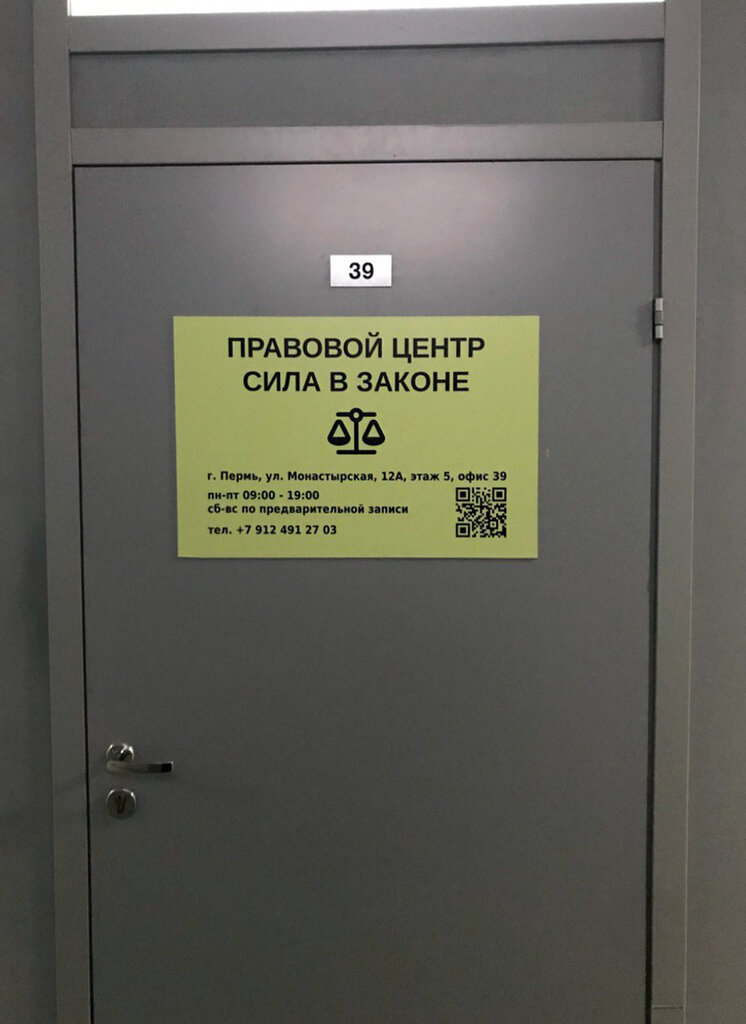 39
ПРАВОВОЙ ЦЕНТР
СИЛА В ЗАКОНЕ
г. Пермь, ул. Монастырская, 12А, этаж 5, офис 39
пн-пт 09:00 - 19:00
сб-вс по предварительной записи
тел. +7 912 491 27 03